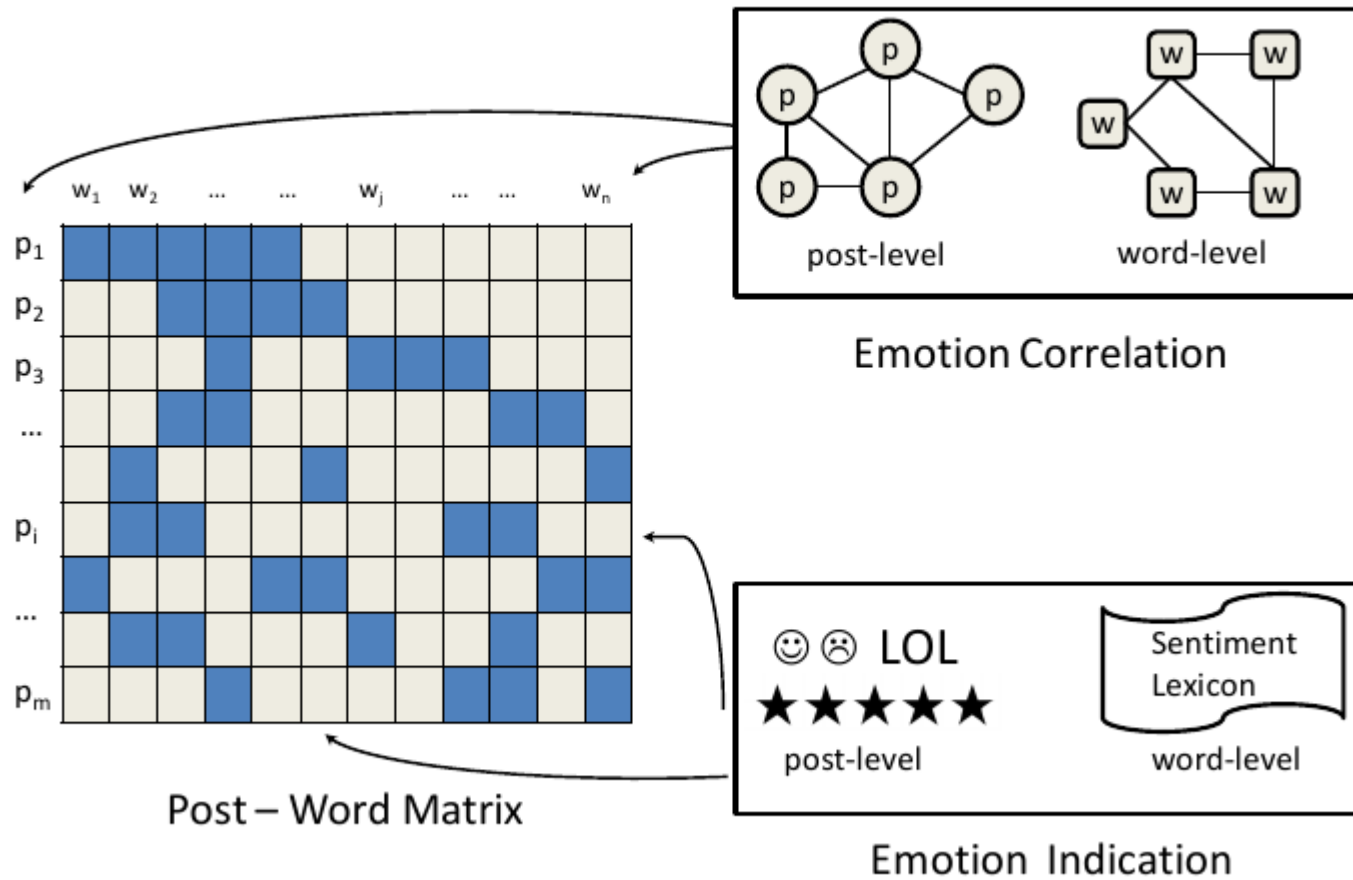 p
p
p
p
p
w
w
w
w
w
post-level
word-level
Emotion Correlation
w1 w2 ... ... wj ... ... wn
p1
p2
p3
...
pi
...
pm
Post – Word Matrix
☺ ☹ LOL
★★★★★
post-level
Sentiment
Lexicon
word-level
Emotion Indication